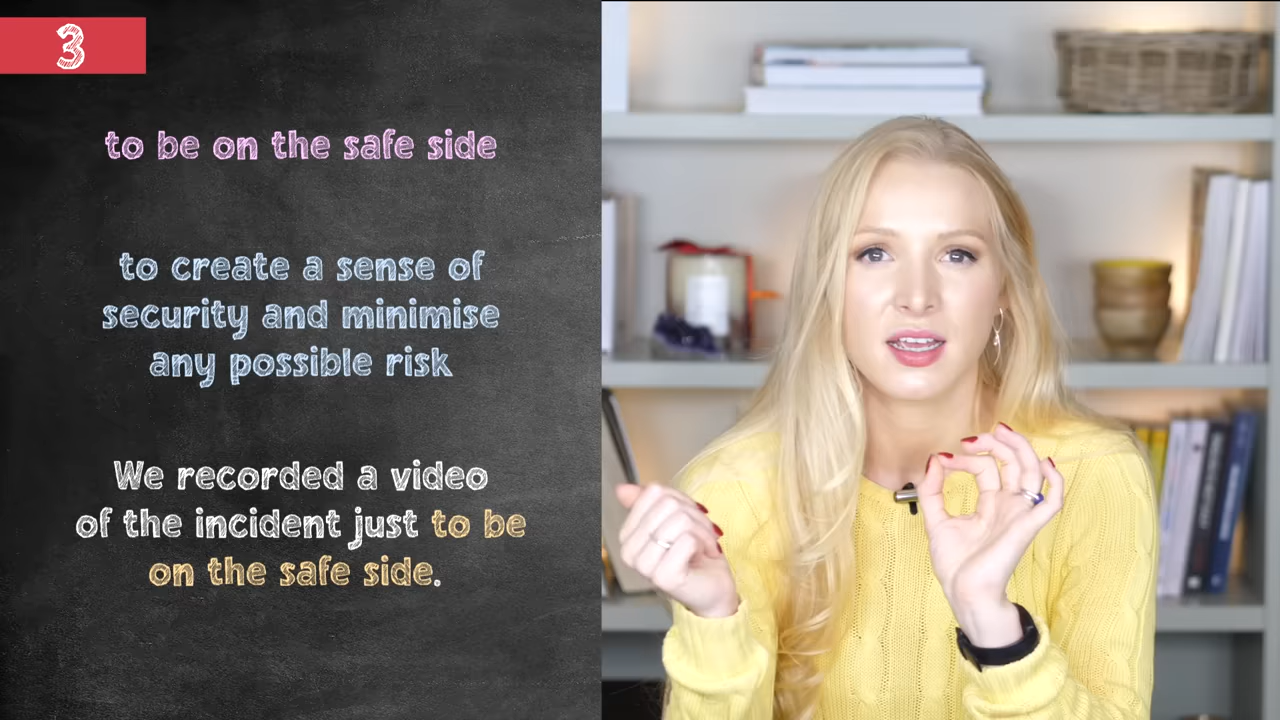 3
to be on the safe side
to create a sense of
security and minimise
any possible risk
We recorded a video
of the incident just to be
on the safe side.